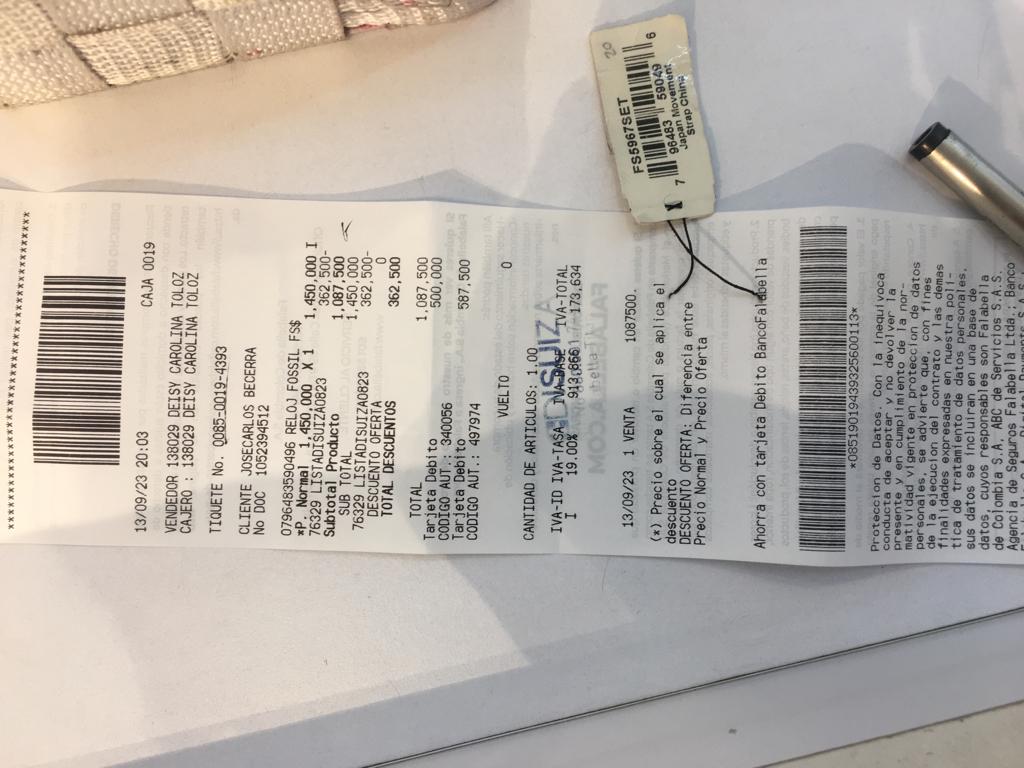 FS5967SET
7 96483 59049 6
Japan Movement
Strap China
20
13/09/23 20:03 CAJA 0019
VENDEDOR 138029 DEISY CAROLINA TOLOZ
CAJERO : 138029 DEISY CAROLINA TOLOZ
TIQUETE No. 0085-0019-4393
CLIENTE JOSECARLOS BECERRA
No DOC 1052394512
0796483590496 RELOJ FOSSIL FS$
*P. Normal 1,450,000 X 1 1,450,000 I
76329 LISTADISUIZA0823 362,500-
Subtotal Producto 1,087,500
SUB TOTAL 1,450,000
76329 LISTADISUIZA0823 362,500-
DESCUENTO OFERTA 0
TOTAL DESCUENTOS 362,500
TOTAL 1,087,500
Tarjeta Debito 500,000
CODIGO AUT.: 340056
Tarjeta Debito 587,500
CODIGO AUT.: 497974
VUELTO 0
CANTIDAD DE ARTICULOS: 1.00
IVA-ID IVA-TASA IVA-BASE IVA-TOTAL
I 19.00% 913,866 173,634
13/09/23 1 VENTA 1087500.
(*) Precio sobre el cual se aplica el
descuento
DESCUENTO OFERTA: Diferencia entre
Precio Normal y Precio Oferta
Ahorra con tarjeta Debito BancoFalabella
*085190194393256001 13*
Proteccion de Datos. Con la inequivoca
conducta de aceptar y no devolver la
presente y en cumplimiento de la nor-
matividad vigente en proteccion de datos
personales, se advierte que, con fines
de la ejecucion del contrato y las demas
finalidades expresadas en nuestra poli-
tica de tratamiento de datos personales,
sus datos se incluiran en una base de
datos, cuyos responsables son Falabella
de Colombia S.A, ABC de Servicios S.A.S.
Agencia de Seguros Falabella Ltda, Banco